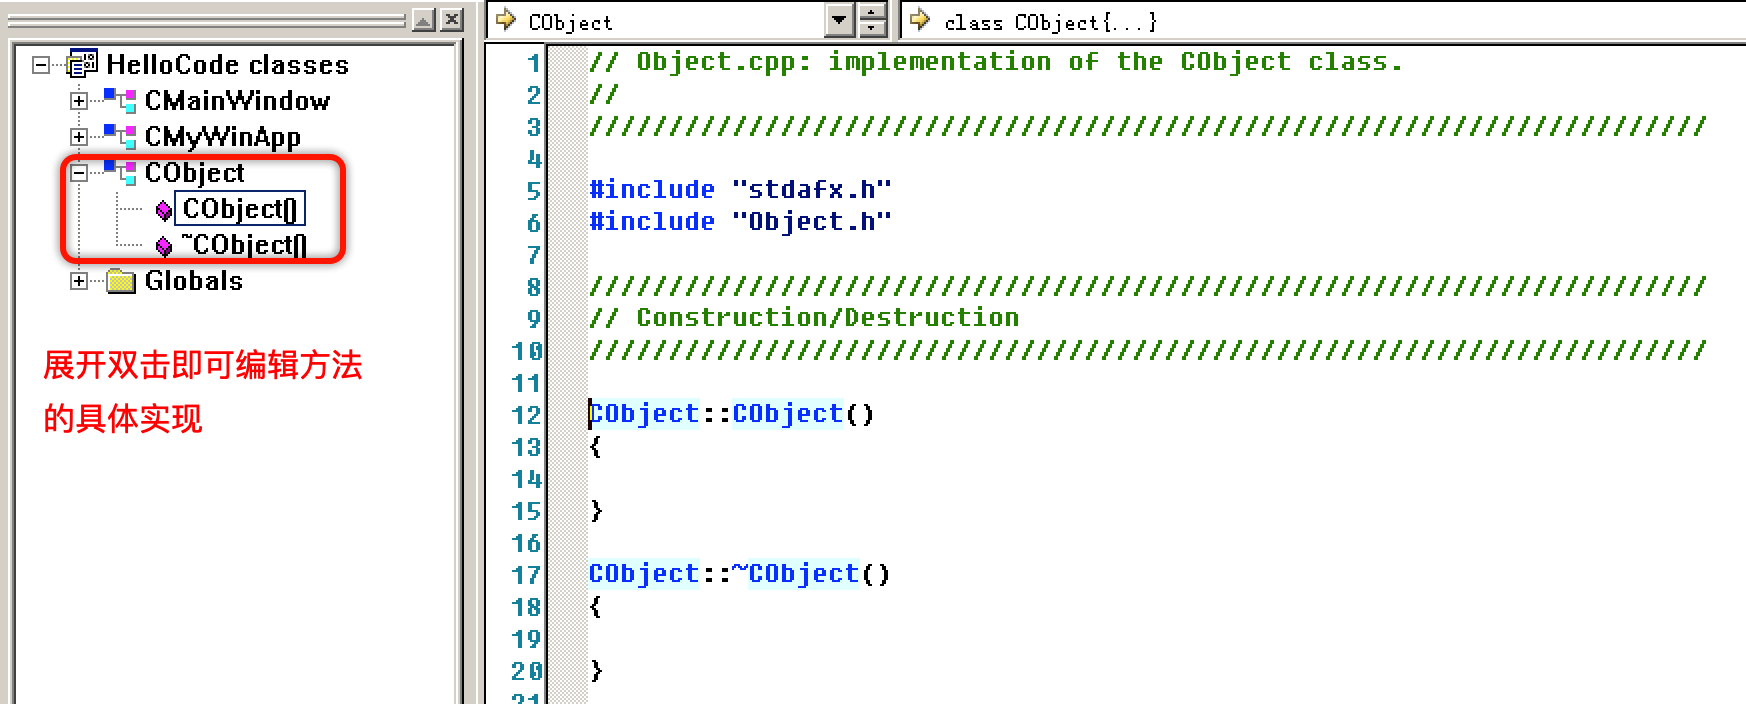 HelloCode classes
CMainWindow
CMyWinApp
CObject
CObject()
~CObject()
Globals
展开双击即可编辑方法
的具体实现
CObject
class CObject{...}
1 // Object.cpp: implementation of the CObject class.
2 //
3 //////////////////////////////////////////////////////////////////////
4
5 #include "stdafx.h"
6 #include "Object.h"
7
8 //////////////////////////////////////////////////////////////////////
9 // Construction/Destruction
10 //////////////////////////////////////////////////////////////////////
11
12 CObject::CObject()
13 {
14
15 }
16
17 CObject::~CObject()
18 {
19
20 }
21